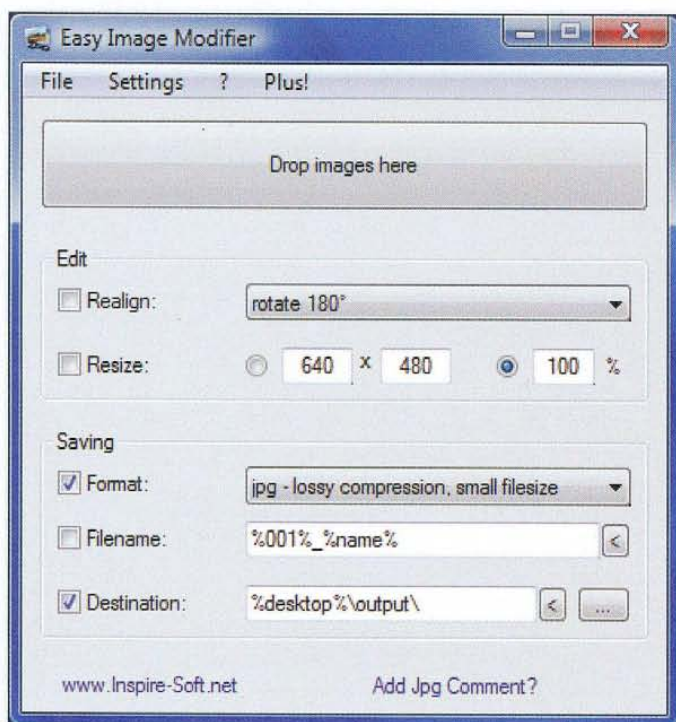 Easy Image Modifier
File Settings ? Plus!
Drop images here
Edit
Realign: rotate 180°
Resize: 640 x 480 100 %
Saving
Format: jpg - lossy compression, small filesize
Filename: %001%_%name% <
Destination: %desktop%\output\ < ...
www.Inspire-Soft.net Add Jpg Comment?